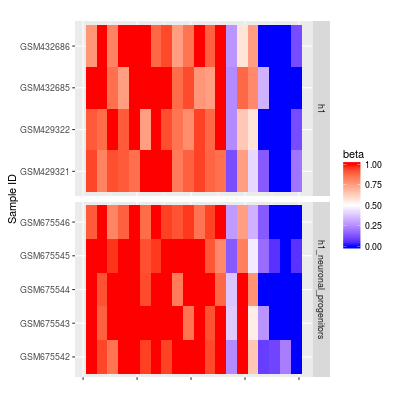 Sample ID
GSM432686
GSM432685
GSM429322
GSM429321
h1
GSM675546
GSM675545
GSM675544
GSM675543
GSM675542
h1_neuronal_progenitors
beta
1.00
0.75
0.50
0.25
0.00